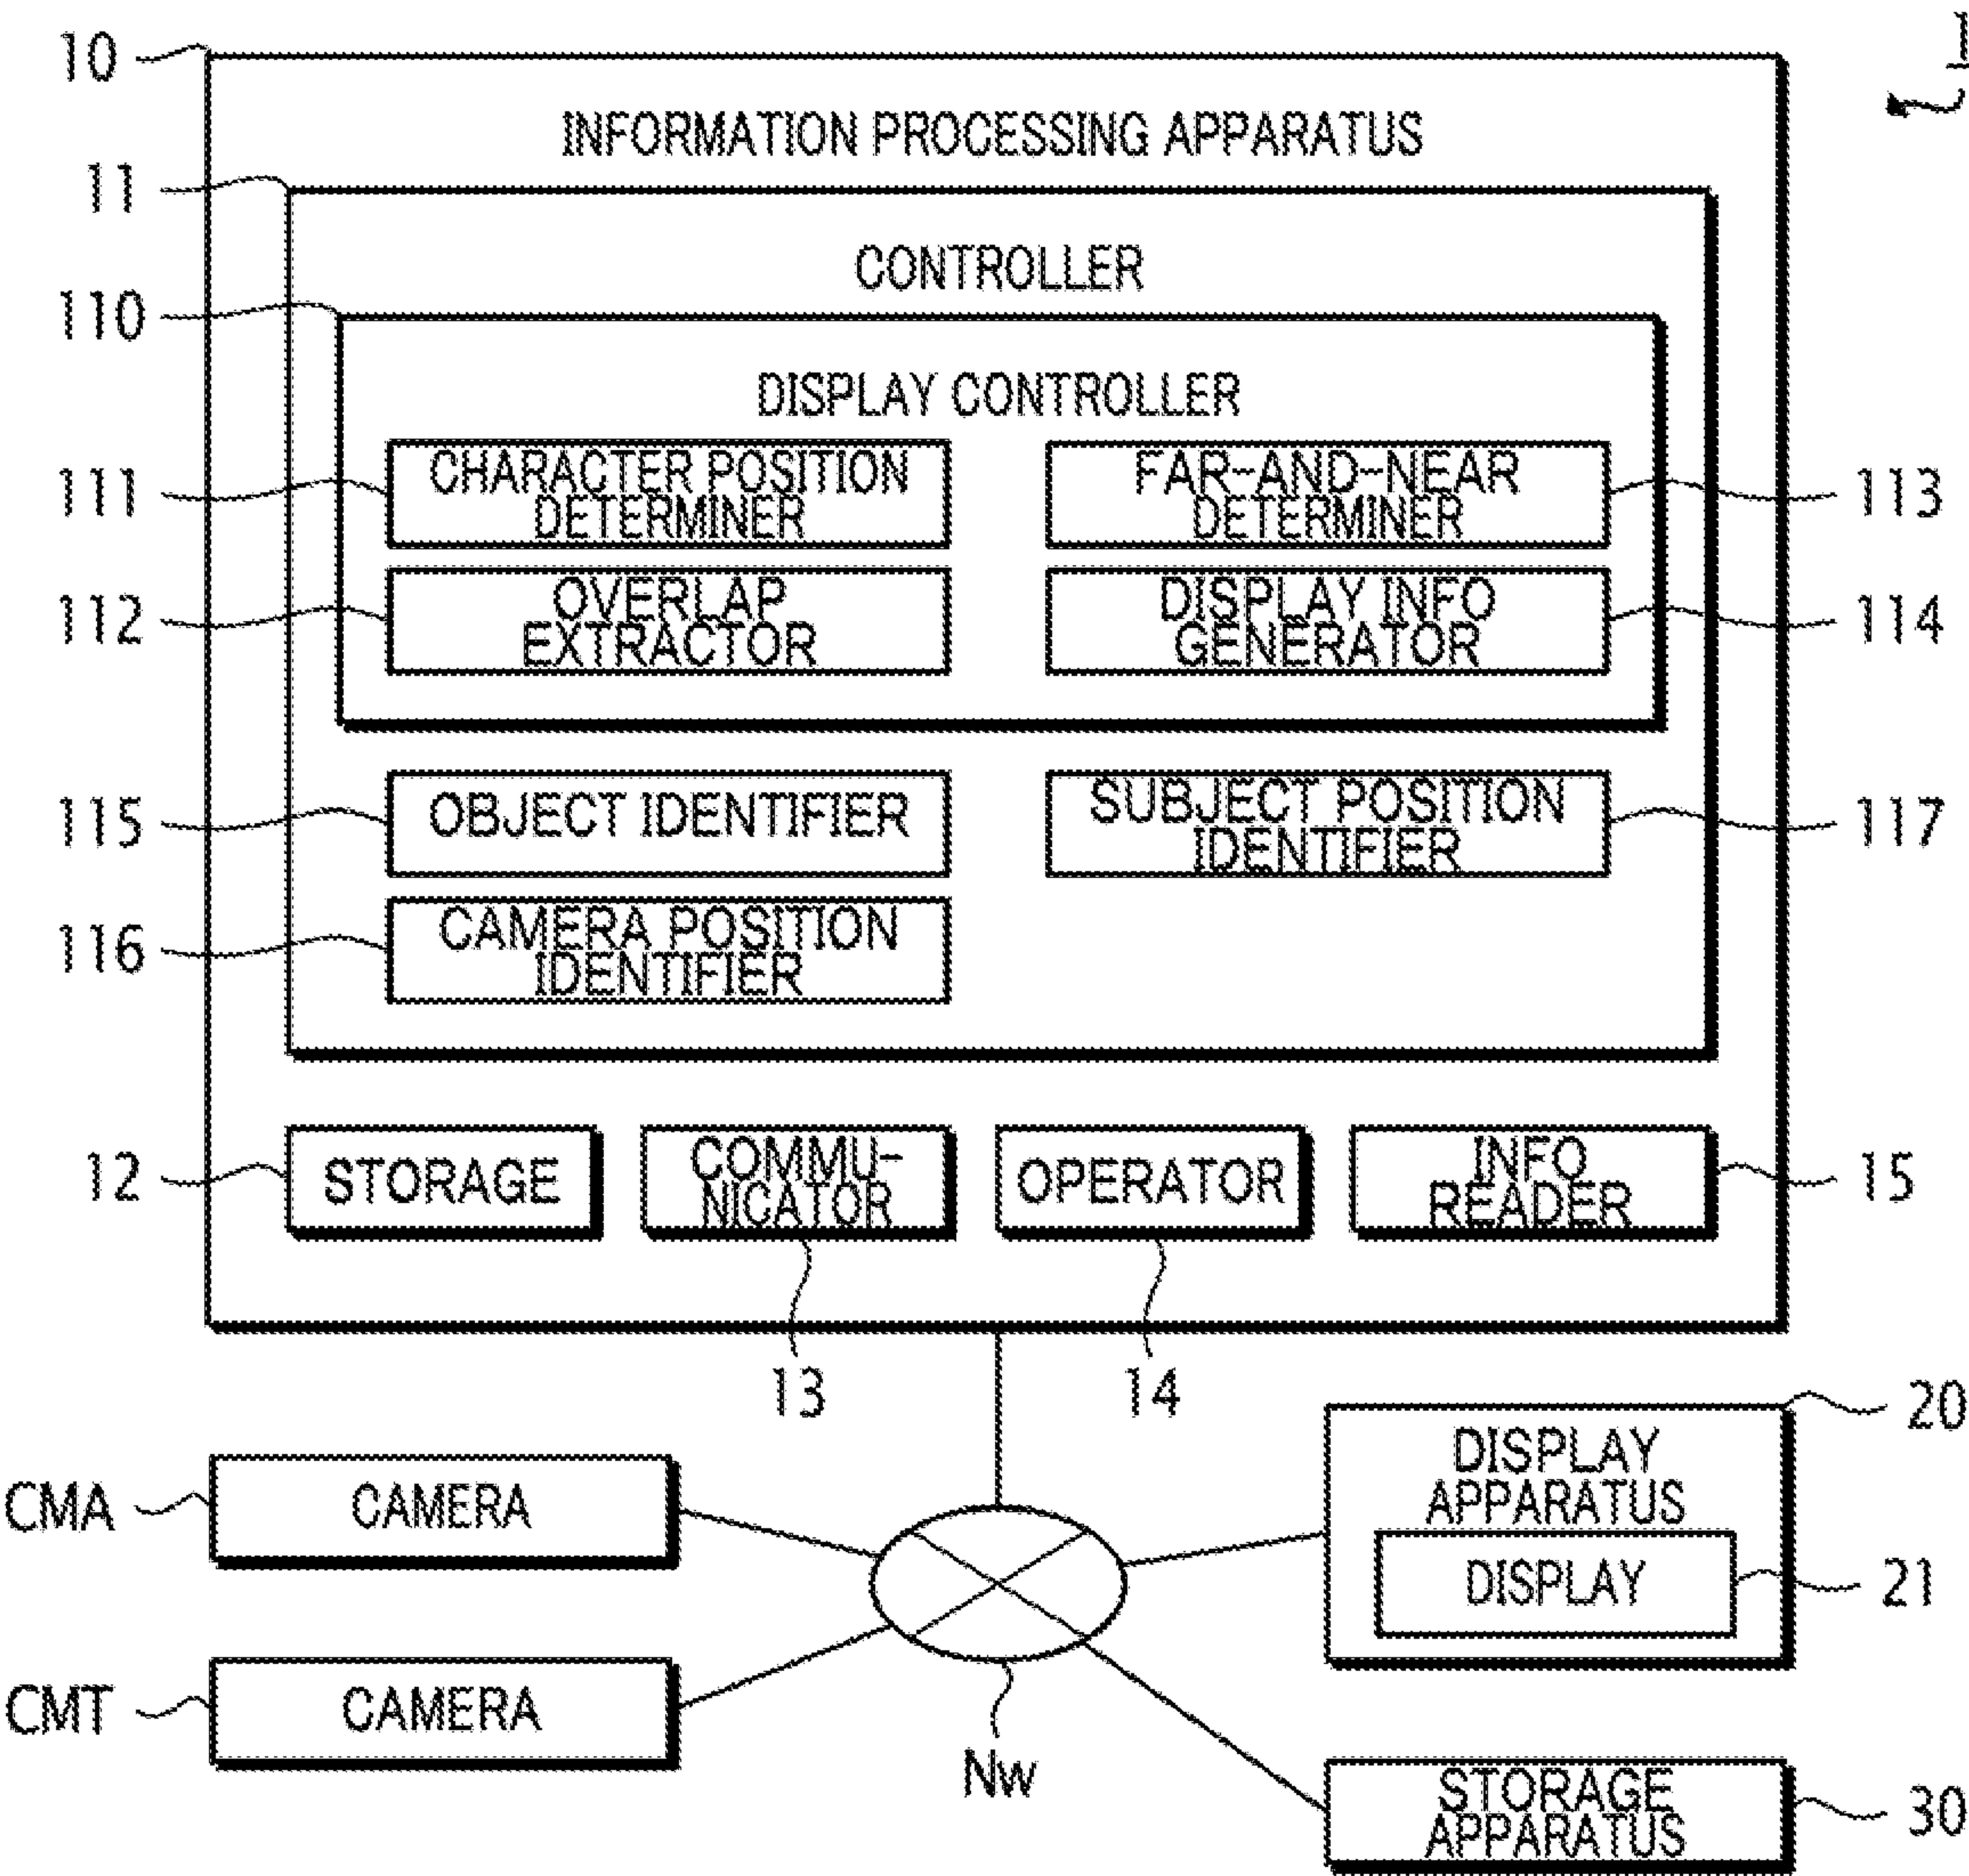 1
10
INFORMATION PROCESSING APPARATUS
11
CONTROLLER
110
DISPLAY CONTROLLER
111
CHARACTER POSITION
DETERMINER
FAR-AND-NEAR
DETERMINER
113
112
OVERLAP
EXTRACTOR
DISPLAY INFO
GENERATOR
114
115
OBJECT IDENTIFIER
SUBJECT POSITION
IDENTIFIER
117
116
CAMERA POSITION
IDENTIFIER
12
STORAGE
COMMU-
NICATOR
OPERATOR
INFO
READER
15
13
14
20
DISPLAY
APPARATUS
CMA
CAMERA
DISPLAY
21
CMT
CAMERA
Nw
STORAGE
APPARATUS
30